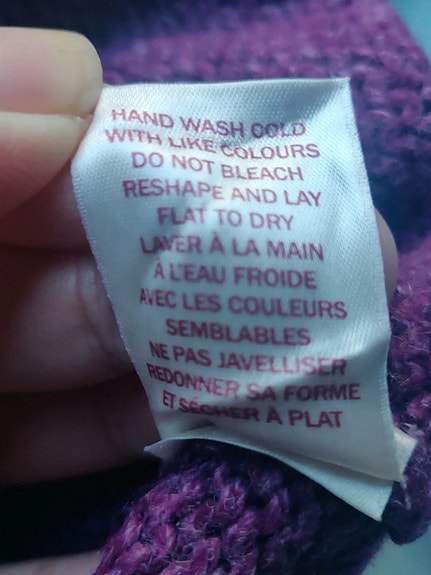 HAND WASH COLD
WITH LIKE COLOURS
DO NOT BLEACH
RESHAPE AND LAY
FLAT TO DRY
LAVER À LA MAIN
À L'EAU FROIDE
AVEC LES COULEURS
SEMBLABLES
NE PAS JAVELLISER
REDONNER SA FORME
ET SÉCHER À PLAT